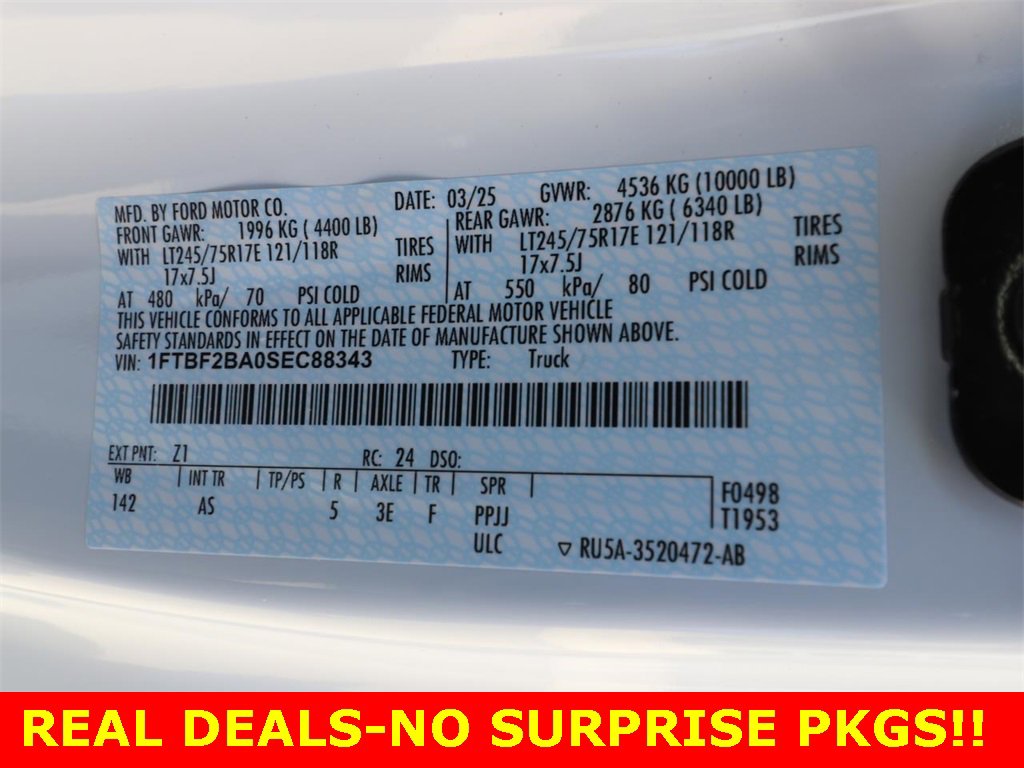 MFD. BY FORD MOTOR CO. DATE: 03/25 GVWR: 4536 KG (10000 LB)
FRONT GAWR: 1996 KG ( 4400 LB) REAR GAWR: 2876 KG ( 6340 LB)
WITH LT245/75R17E 121/118R TIRES WITH LT245/75R17E 121/118R TIRES
17x7.5J RIMS 17x7.5J RIMS
AT 480 kPa/ 70 PSI COLD AT 550 kPa/ 80 PSI COLD
THIS VEHICLE CONFORMS TO ALL APPLICABLE FEDERAL MOTOR VEHICLE
SAFETY STANDARDS IN EFFECT ON THE DATE OF MANUFACTURE SHOWN ABOVE.
VIN: 1FTBF2BA0SEC88343 TYPE: Truck
EXT PNT: Z1 RC: 24 DSO:
WB INT TR TP/PS R AXLE TR SPR F0498
142 AS 5 3E F PPJJ T1953
ULC ▽ RU5A-3520472-AB
REAL DEALS-NO SURPRISE PKGS!!